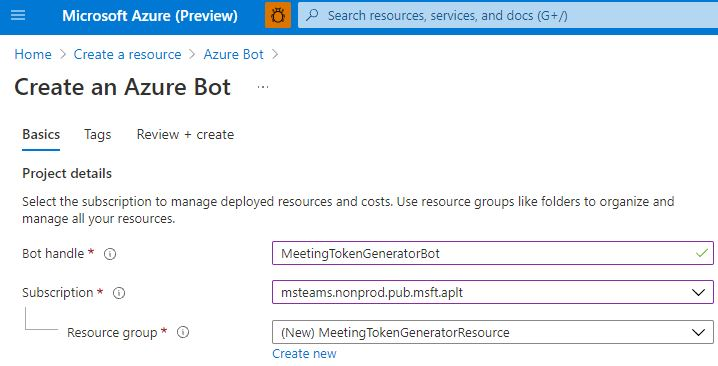 Microsoft Azure (Preview)
Search resources, services, and docs (G+/)
Home > Create a resource > Azure Bot >
Create an Azure Bot ...
Basics Tags Review + create
Project details
Select the subscription to manage deployed resources and costs. Use resource groups like folders to organize and
manage all your resources.
Bot handle * MeetingTokenGeneratorBot
Subscription * msteams.nonprod.pub.msft.aplt
Resource group * (New) MeetingTokenGeneratorResource
Create new